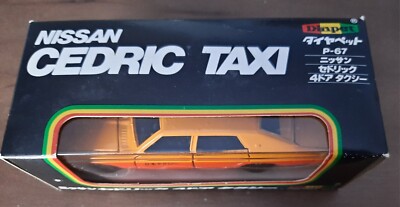 NISSAN
CEDRIC TAXI
Diapet®
ダイヤペット
P-67
ニッサン
セドリック
4ドア タクシー